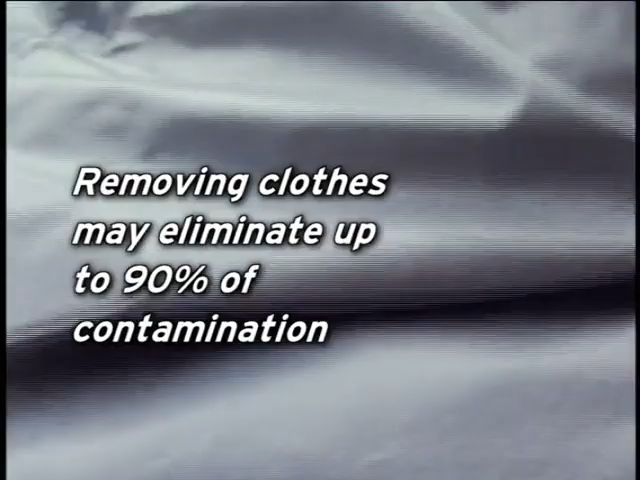 Removing clothes
may eliminate up
to 90% of
contamination